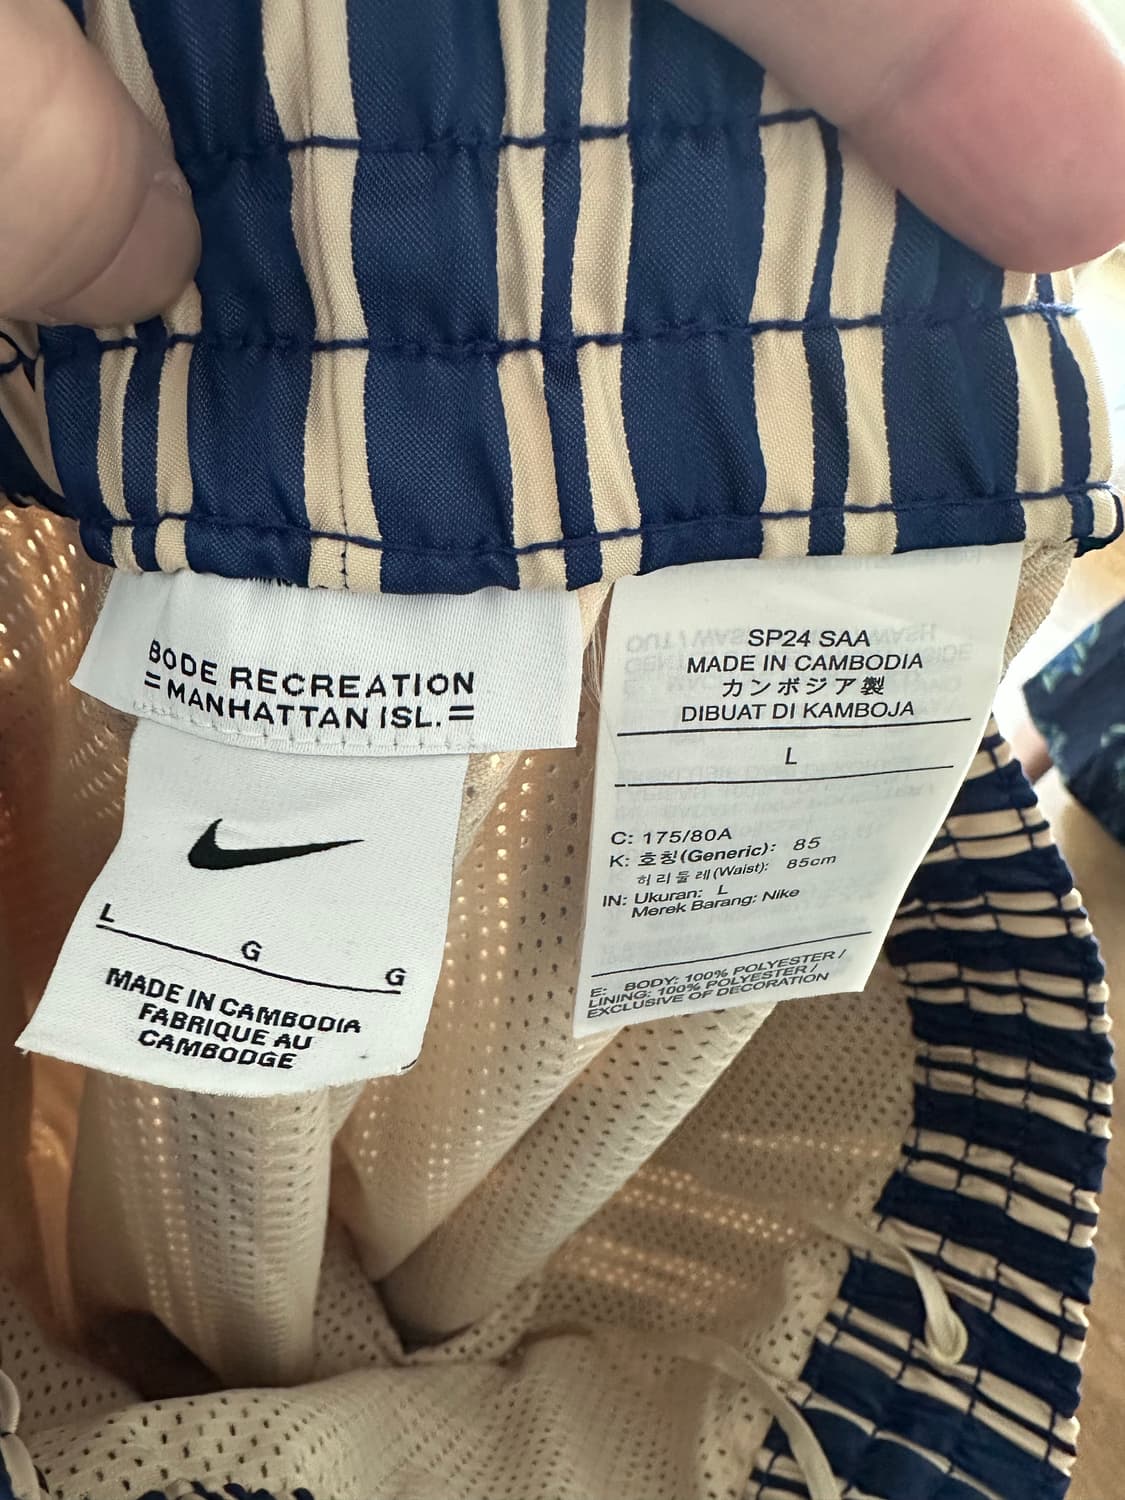 BODE RECREATION
=MANHATTAN ISL.=
L
G
G
MADE IN CAMBODIA
FABRIQUE AU
CAMBODGE
SP24 SAA
MADE IN CAMBODIA
カンボジア製
DIBUAT DI KAMBOJA
L
C: 175/80A
K: 호칭(Generic): 85
허리둘레(Waist): 85cm
IN: Ukuran: L
Merek Barang: Nike
E: BODY: 100% POLYESTER /
LINING: 100% POLYESTER /
EXCLUSIVE OF DECORATION